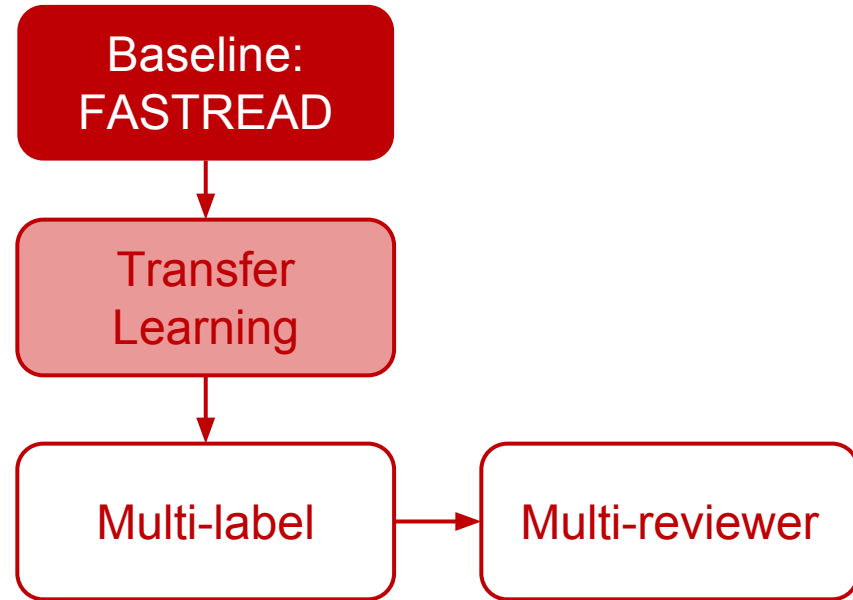 Baseline:
FASTREAD
Transfer
Learning
Multi-label
Multi-reviewer